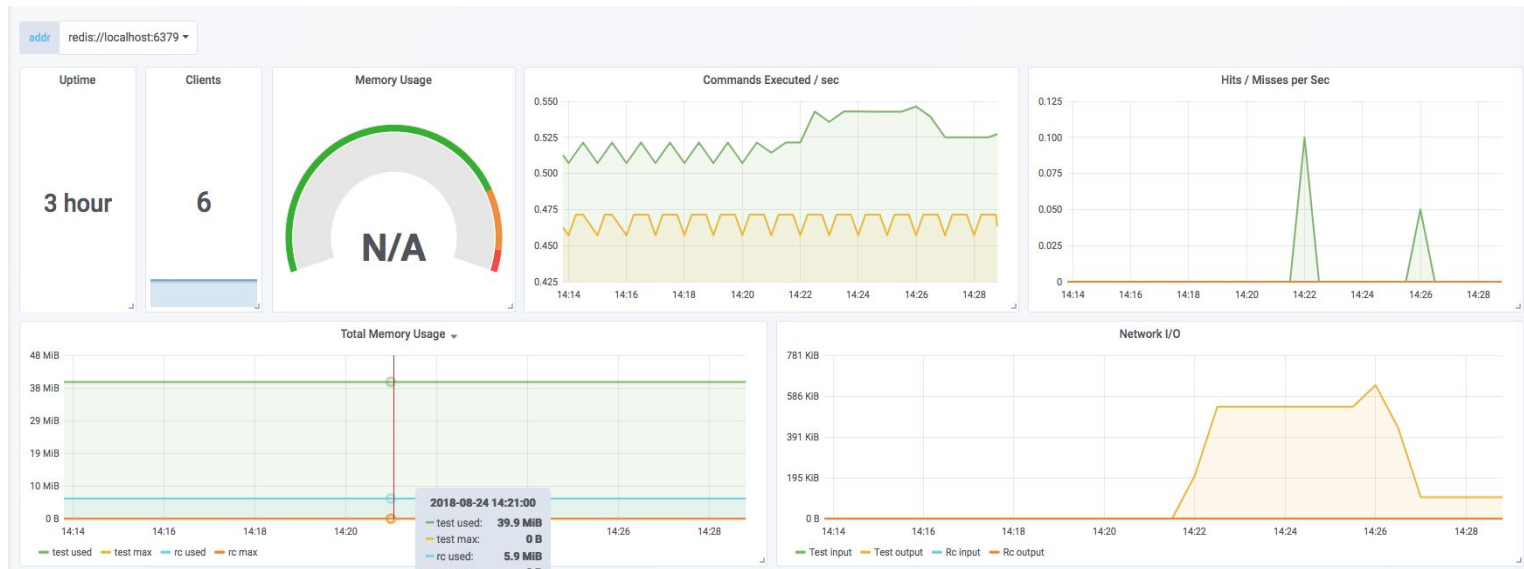 addr redis://localhost:6379
Uptime
3 hour
Clients
6
Memory Usage
N/A
Commands Executed / sec
0.550
0.525
0.500
0.475
0.450
0.425
14:14 14:16 14:18 14:20 14:22 14:24 14:26 14:28
Hits / Misses per Sec
0.125
0.100
0.075
0.050
0.025
0
14:14 14:16 14:18 14:20 14:22 14:24 14:26 14:28
Total Memory Usage
48 MiB
38 MiB
29 MiB
19 MiB
10 MiB
0 B
14:14 14:16 14:18 14:20 14:26 14:28
2018-08-24 14:21:00
test used: 39.9 MiB
test max: 0 B
rc used: 5.9 MiB
test used test max rc used rc max
Network I/O
781 KiB
586 KiB
391 KiB
195 KiB
0 B
14:14 14:16 14:18 14:20 14:22 14:24 14:26 14:28
Test input Test output Rc input Rc output